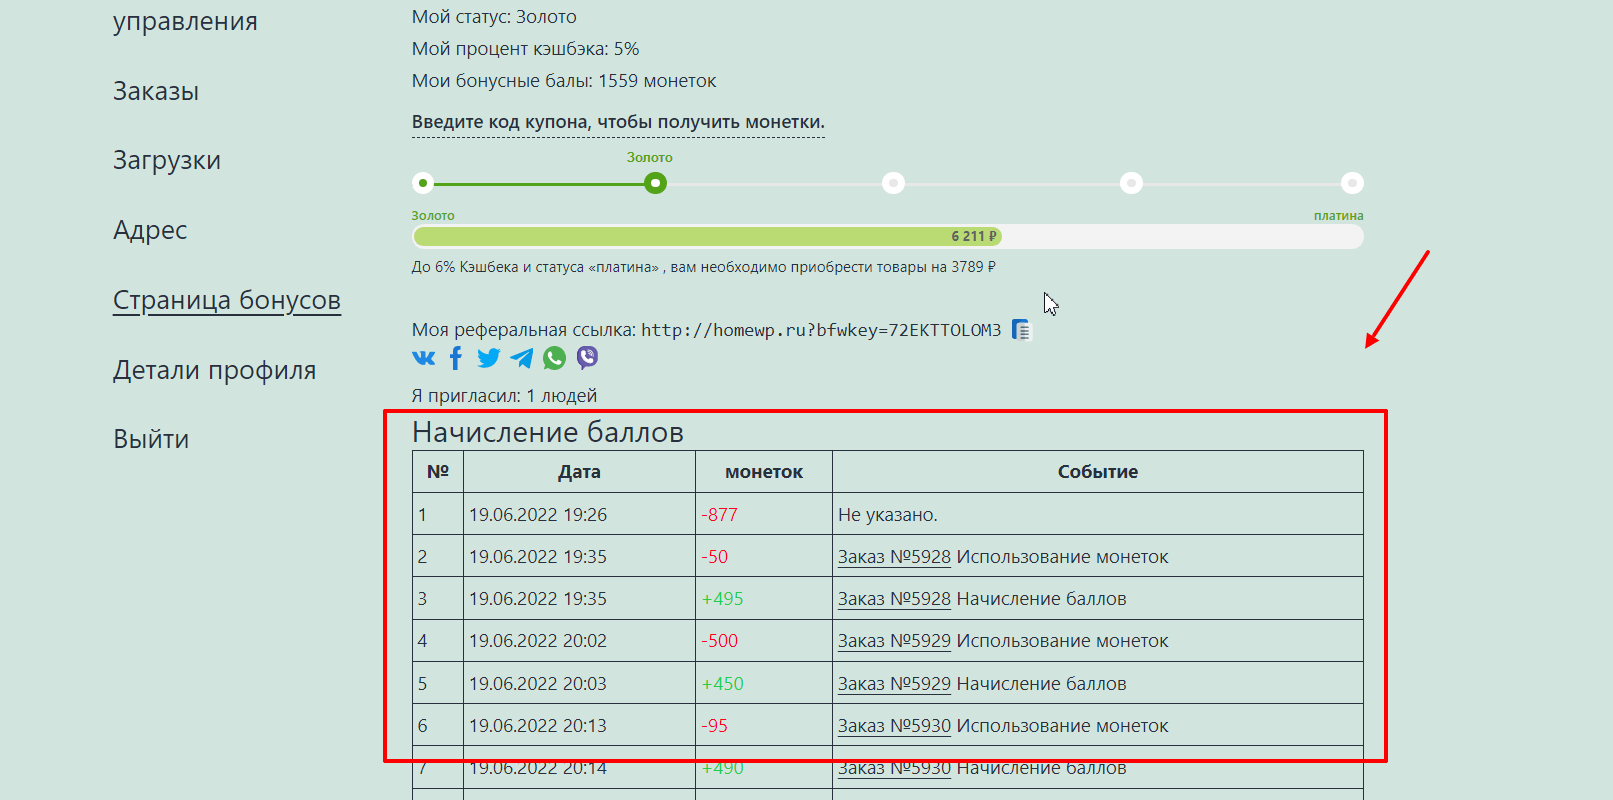 управления
Заказы
Загрузки
Адрес
Страница бонусов
Детали профиля
Выйти
Мой статус: Золото
Мой процент кэшбэка: 5%
Мои бонусные балы: 1559 монеток
Введите код купона, чтобы получить монетки.
Золото
Золото платина
6 211 ₽
До 6% Кэшбека и статуса «платина» , вам необходимо приобрести товары на 3789 ₽
Моя реферальная ссылка: http://homewp.ru?bfwkey=72EKTTOLOM3
Я пригласил: 1 людей
Начисление баллов
№ Дата монеток Событие
1 19.06.2022 19:26 -877 Не указано.
2 19.06.2022 19:35 -50 Заказ №5928 Использование монеток
3 19.06.2022 19:35 +495 Заказ №5928 Начисление баллов
4 19.06.2022 20:02 -500 Заказ №5929 Использование монеток
5 19.06.2022 20:03 +450 Заказ №5929 Начисление баллов
6 19.06.2022 20:13 -95 Заказ №5930 Использование монеток
7 19.06.2022 20:14 +490 Заказ №5930 Начисление баллов